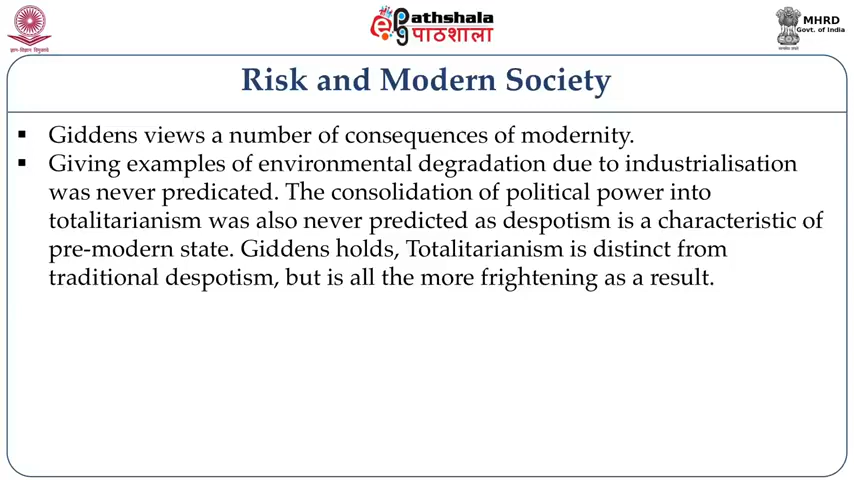 ePathshala
पाठशाला
MHRD
Govt. of India
Risk and Modern Society
▪ Giddens views a number of consequences of modernity.
▪ Giving examples of environmental degradation due to industrialisation
was never predicated. The consolidation of political power into
totalitarianism was also never predicted as despotism is a characteristic of
pre-modern state. Giddens holds, Totalitarianism is distinct from
traditional despotism, but is all the more frightening as a result.